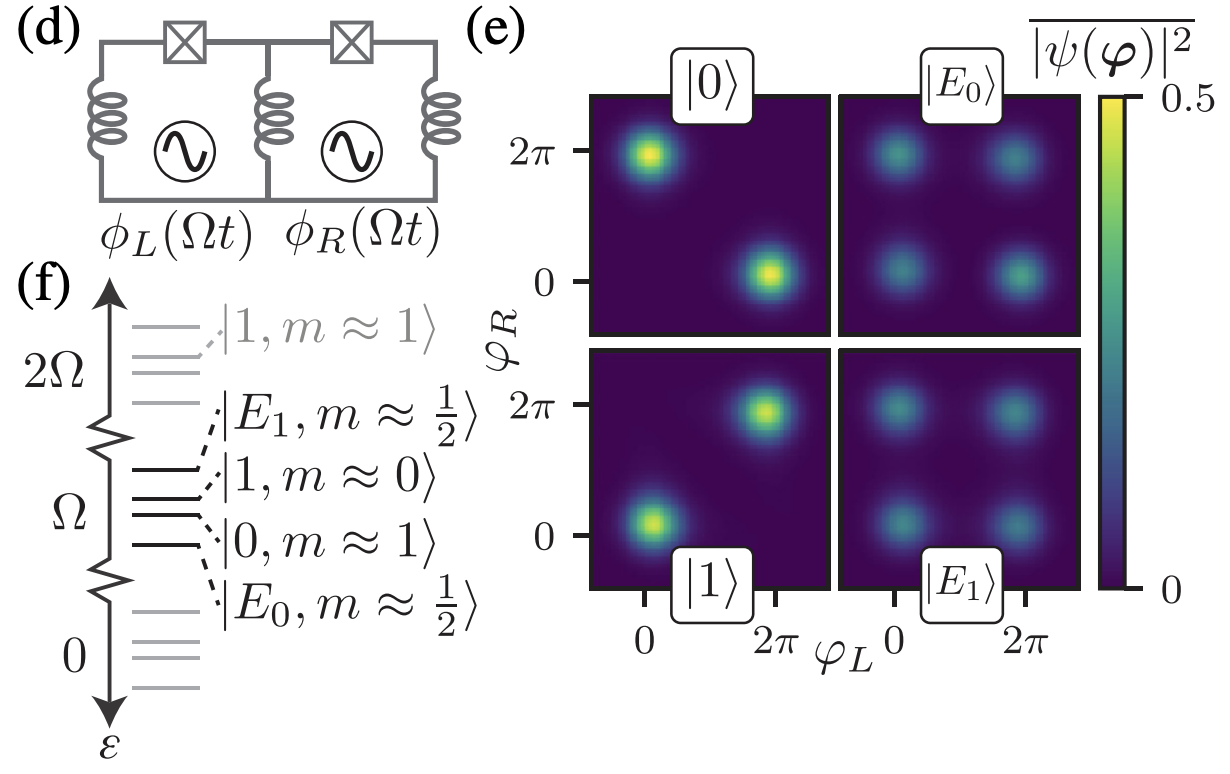 (d)
ϕ_L(Ωt) ϕ_R(Ωt)
(e)
|ψ(φ)|²
|0⟩
|E₀⟩
0.5
2π
0
φ_R
2π
0
|1⟩
|E₁⟩
0
0 2π φ_L 0 2π
(f)
|1, m ≈ 1⟩
2Ω
|E₁, m ≈ 1/2⟩
|1, m ≈ 0⟩
Ω
|0, m ≈ 1⟩
|E₀, m ≈ 1/2⟩
0
ε